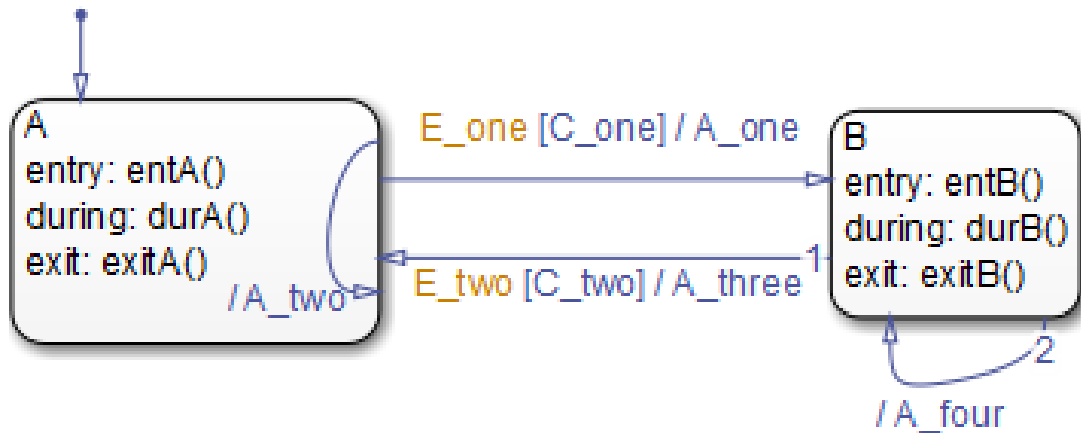 A
entry: entA()
during: durA()
exit: exitA()
/ A_two
E_one [C_one] / A_one
1
E_two [C_two] / A_three
B
entry: entB()
during: durB()
exit: exitB()
2
/ A_four